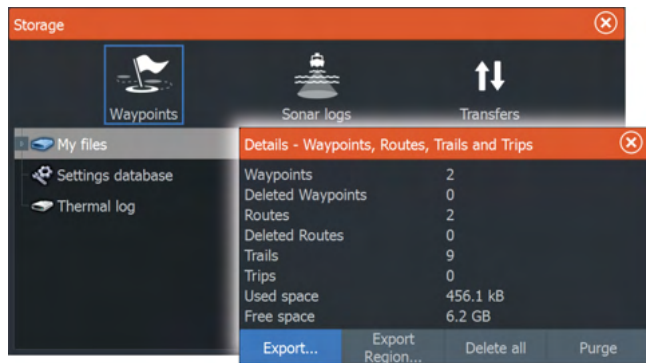 Storage
Waypoints
Sonar logs
Transfers
My files
Settings database
Thermal log
Details - Waypoints, Routes, Trails and Trips
Waypoints 2
Deleted Waypoints 0
Routes 2
Deleted Routes 0
Trails 9
Trips 0
Used space 456.1 kB
Free space 6.2 GB
Export...
Export
Region...
Delete all
Purge